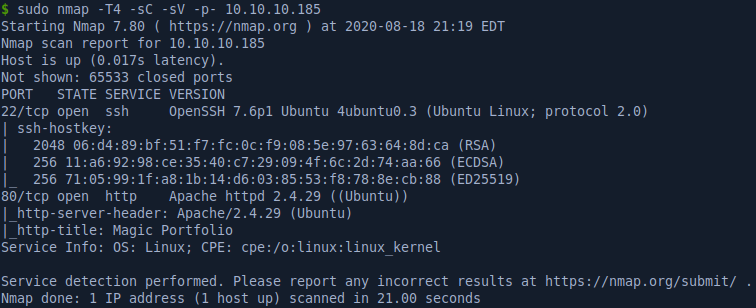 $ sudo nmap -T4 -sC -sV -p- 10.10.10.185
Starting Nmap 7.80 ( https://nmap.org ) at 2020-08-18 21:19 EDT
Nmap scan report for 10.10.10.185
Host is up (0.017s latency).
Not shown: 65533 closed ports
PORT   STATE SERVICE VERSION
22/tcp open  ssh     OpenSSH 7.6p1 Ubuntu 4ubuntu0.3 (Ubuntu Linux; protocol 2.0)
| ssh-hostkey:
|   2048 06:d4:89:bf:51:f7:fc:0c:f9:08:5e:97:63:64:8d:ca (RSA)
|   256 11:a6:92:98:ce:35:40:c7:29:09:4f:6c:2d:74:aa:66 (ECDSA)
|_  256 71:05:99:1f:a8:1b:14:d6:03:85:53:f8:78:8e:cb:88 (ED25519)
80/tcp open  http    Apache httpd 2.4.29 ((Ubuntu))
|_http-server-header: Apache/2.4.29 (Ubuntu)
|_http-title: Magic Portfolio
Service Info: OS: Linux; CPE: cpe:/o:linux:linux_kernel
Service detection performed. Please report any incorrect results at https://nmap.org/submit/ .
Nmap done: 1 IP address (1 host up) scanned in 21.00 seconds